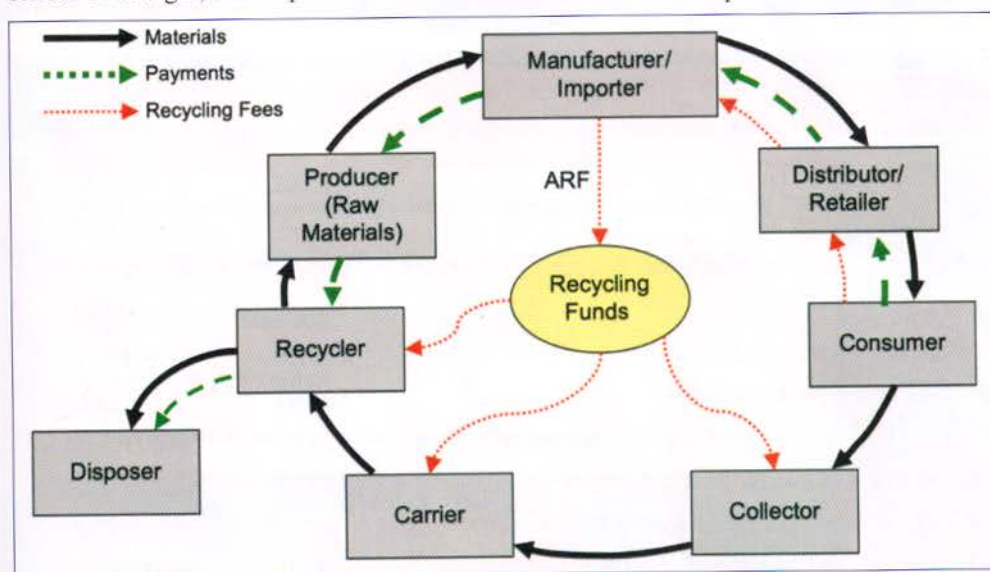 Materials
Payments
Recycling Fees
Manufacturer/
Importer
Producer
(Raw
Materials)
ARF
Distributor/
Retailer
Recycling
Funds
Recycler
Consumer
Disposer
Carrier
Collector